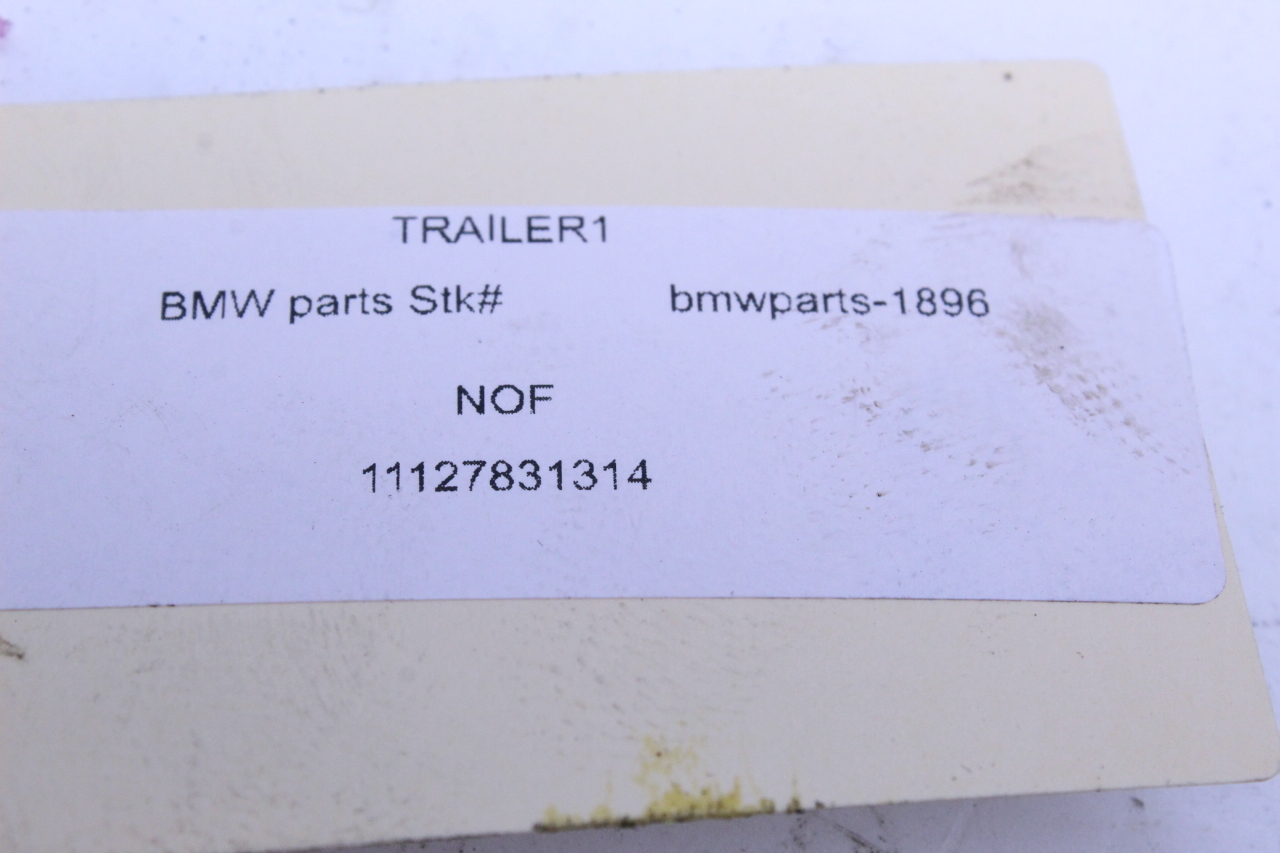 TRAILER1
BMW parts Stk# bmwparts-1896
NOF
11127831314